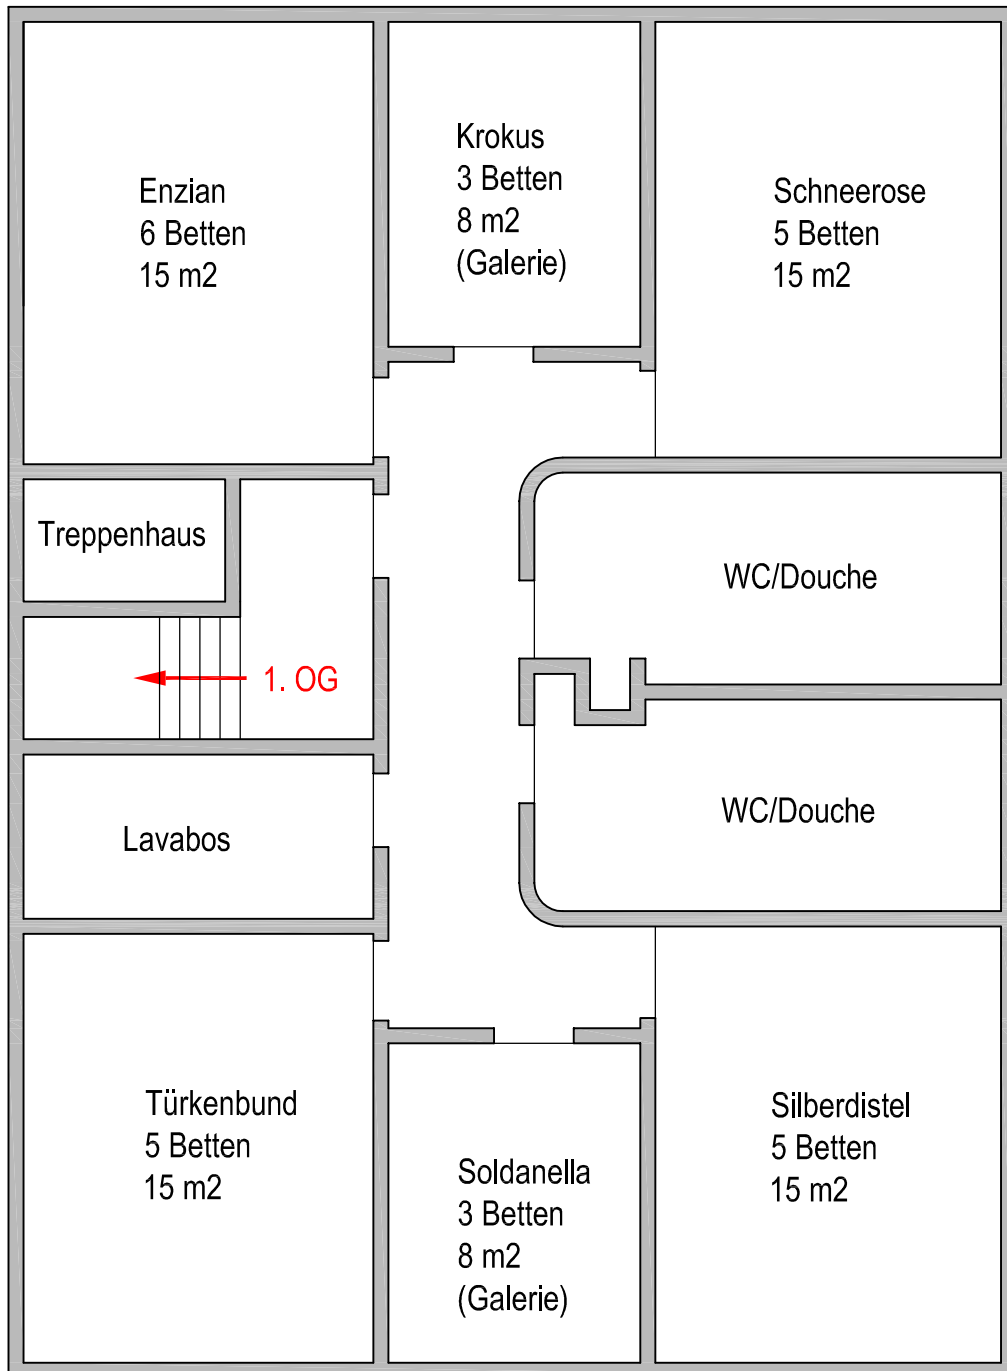 Enzian
6 Betten
15 m2
Krokus
3 Betten
8 m2
(Galerie)
Schneerose
5 Betten
15 m2
Treppenhaus
1. OG
WC/Douche
Lavabos
WC/Douche
Türkenbund
5 Betten
15 m2
Soldanella
3 Betten
8 m2
(Galerie)
Silberdistel
5 Betten
15 m2